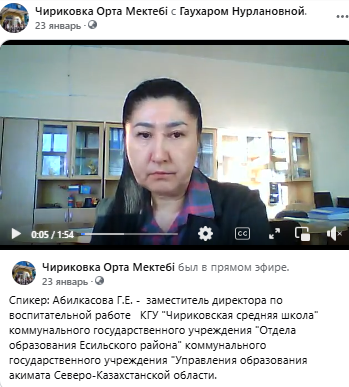 Чириковка Орта Мектебі с Гаухаром Нурлановной.
23 январь ·
0:05 / 1:54
CC
Чириковка Орта Мектебі был в прямом эфире.
23 январь ·
Спикер: Абилкасова Г.Е. - заместитель директора по
воспитательной работе КГУ "Чириковская средняя школа"
коммунального государственного учреждения "Отдела
образования Есильского района" коммунального
государственного учреждения "Управления образования
акимата Северо-Казахстанской области.